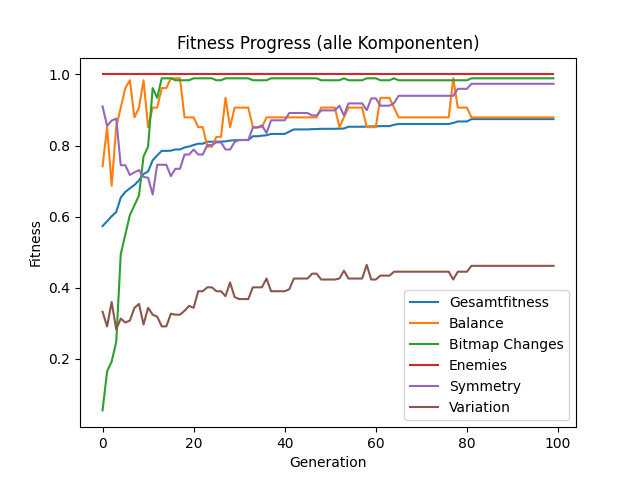 Fitness Progress (alle Komponenten)
1.0
0.8
0.6
0.4
0.2
Fitness
0 20 40 60 80 100
Generation
Gesamtfitness
Balance
Bitmap Changes
Enemies
Symmetry
Variation